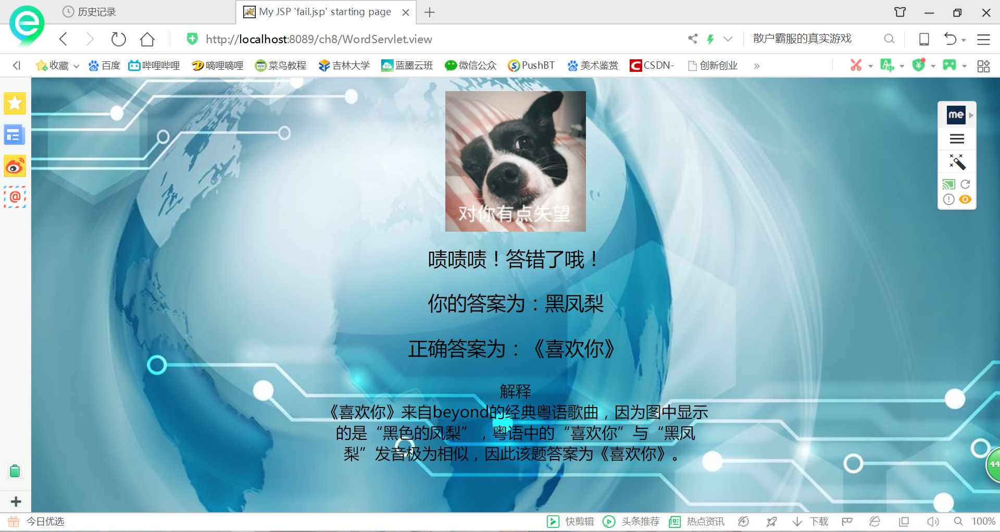 历史记录
My JSP 'fail.jsp' starting page
http://localhost:8089/ch8/WordServlet.view
散户霸服的真实游戏
收藏 百度 哔哩哔哩 嘀哩嘀哩 菜鸟教程 吉林大学 蓝墨云班 微信公众 PushBT 美术鉴赏 CSDN- 创新创业
me
对你有点失望
啧啧啧！答错了哦！
你的答案为：黑凤梨
正确答案为：《喜欢你》
解释
《喜欢你》来自beyond的经典粤语歌曲，因为图中显示
的是“黑色的凤梨”，粤语中的“喜欢你”与“黑凤
梨”发音极为相似，因此该题答案为《喜欢你》。
44
今日优选
快剪辑 头条推荐 热点资讯 下载 100%